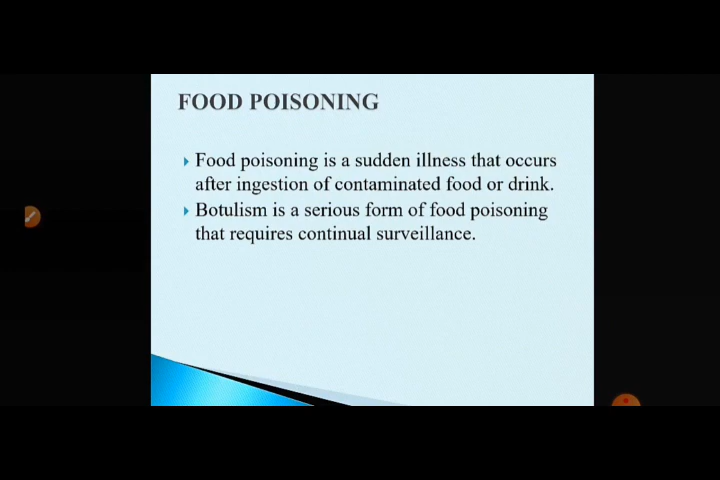 FOOD POISONING
Food poisoning is a sudden illness that occurs
after ingestion of contaminated food or drink.
Botulism is a serious form of food poisoning
that requires continual surveillance.